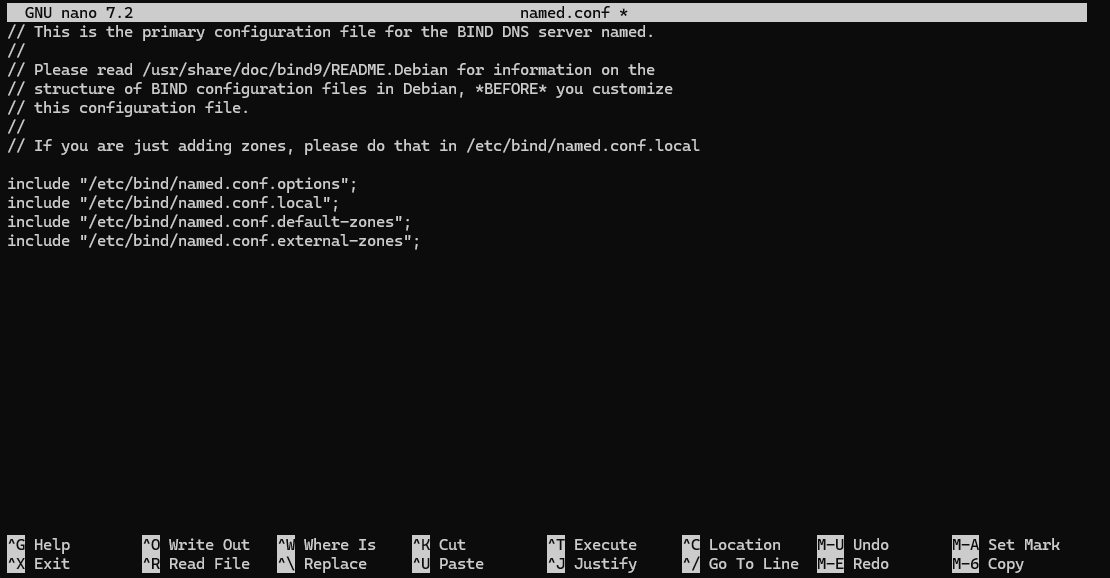 GNU nano 7.2 named.conf *
// This is the primary configuration file for the BIND DNS server named.
//
// Please read /usr/share/doc/bind9/README.Debian for information on the
// structure of BIND configuration files in Debian, *BEFORE* you customize
// this configuration file.
//
// If you are just adding zones, please do that in /etc/bind/named.conf.local
include "/etc/bind/named.conf.options";
include "/etc/bind/named.conf.local";
include "/etc/bind/named.conf.default-zones";
include "/etc/bind/named.conf.external-zones";
^G Help ^O Write Out ^W Where Is ^K Cut ^T Execute ^C Location M-U Undo M-A Set Mark
^X Exit ^R Read File ^\ Replace ^U Paste ^J Justify ^/ Go To Line M-E Redo M-6 Copy